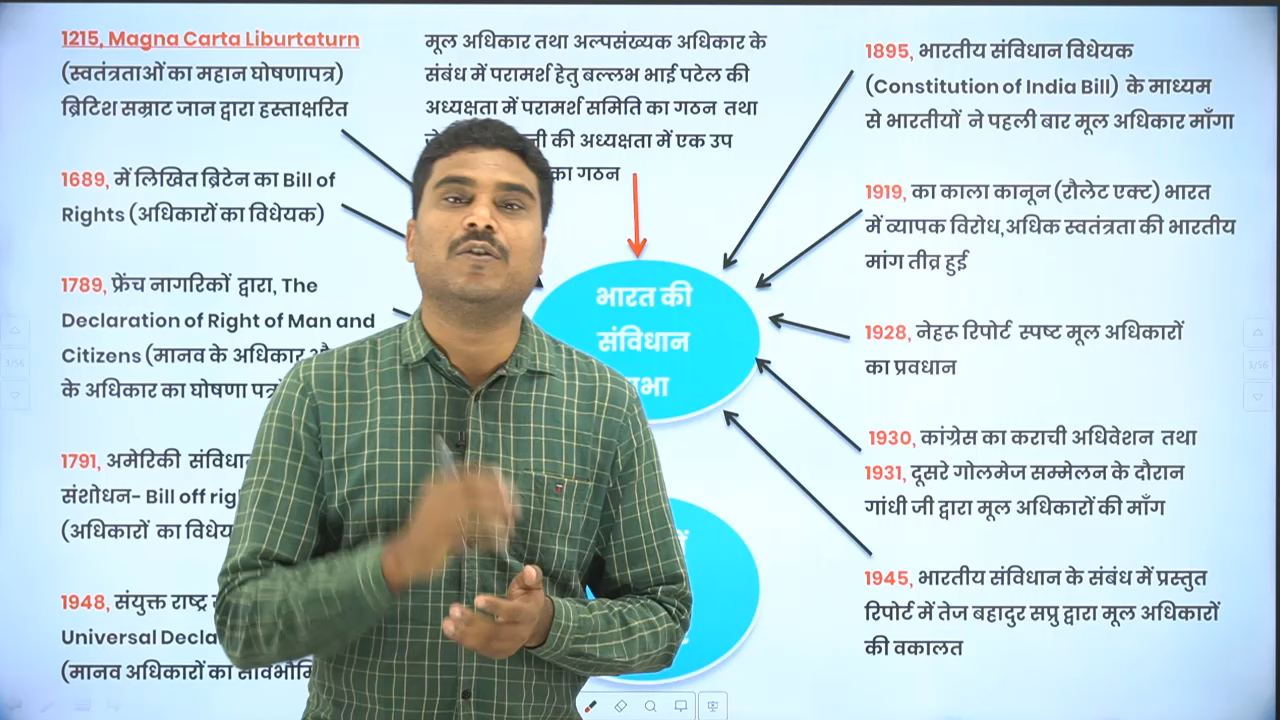 1215, Magna Carta Liburtaturn
(स्वतंत्रताओं का महान घोषणापत्र)
ब्रिटिश सम्राट जान द्वारा हस्ताक्षरित
1689, में लिखित ब्रिटेन का Bill of
Rights (अधिकारों का विधेयक)
1789, फ्रेंच नागरिकों द्वारा, The
Declaration of Right of Man and
Citizens (मानव के अधिकार
के अधिकार का घोषणा
1791, अमेरिकी
संशोधन- Bill off
(अधिकारों का
1948, संयुक्त राष्ट्र
Universal
(मानव अधिकारों का
मूल अधिकार तथा अल्पसंख्यक अधिकार के
संबंध में परामर्श हेतु बल्लभ भाई पटेल की
अध्यक्षता में परामर्श समिति का गठन तथा
की अध्यक्षता में एक उप
का गठन
भारत की
संविधान
1895, भारतीय संविधान विधेयक
(Constitution of India Bill) के माध्यम
से भारतीयों ने पहली बार मूल अधिकार माँगा
1919, का काला कानून (रौलेट एक्ट) भारत
में व्यापक विरोध,अधिक स्वतंत्रता की भारतीय
मांग तीव्र हुई
1928, नेहरू रिपोर्ट स्पष्ट मूल अधिकारों
का प्रवधान
1930, कांग्रेस का कराची अधिवेशन तथा
1931, दूसरे गोलमेज सम्मेलन के दौरान
गांधी जी द्वारा मूल अधिकारों की माँग
1945, भारतीय संविधान के संबंध में प्रस्तुत
रिपोर्ट में तेज बहादुर सप्रु द्वारा मूल अधिकारों
की वकालत
3/56
3/56